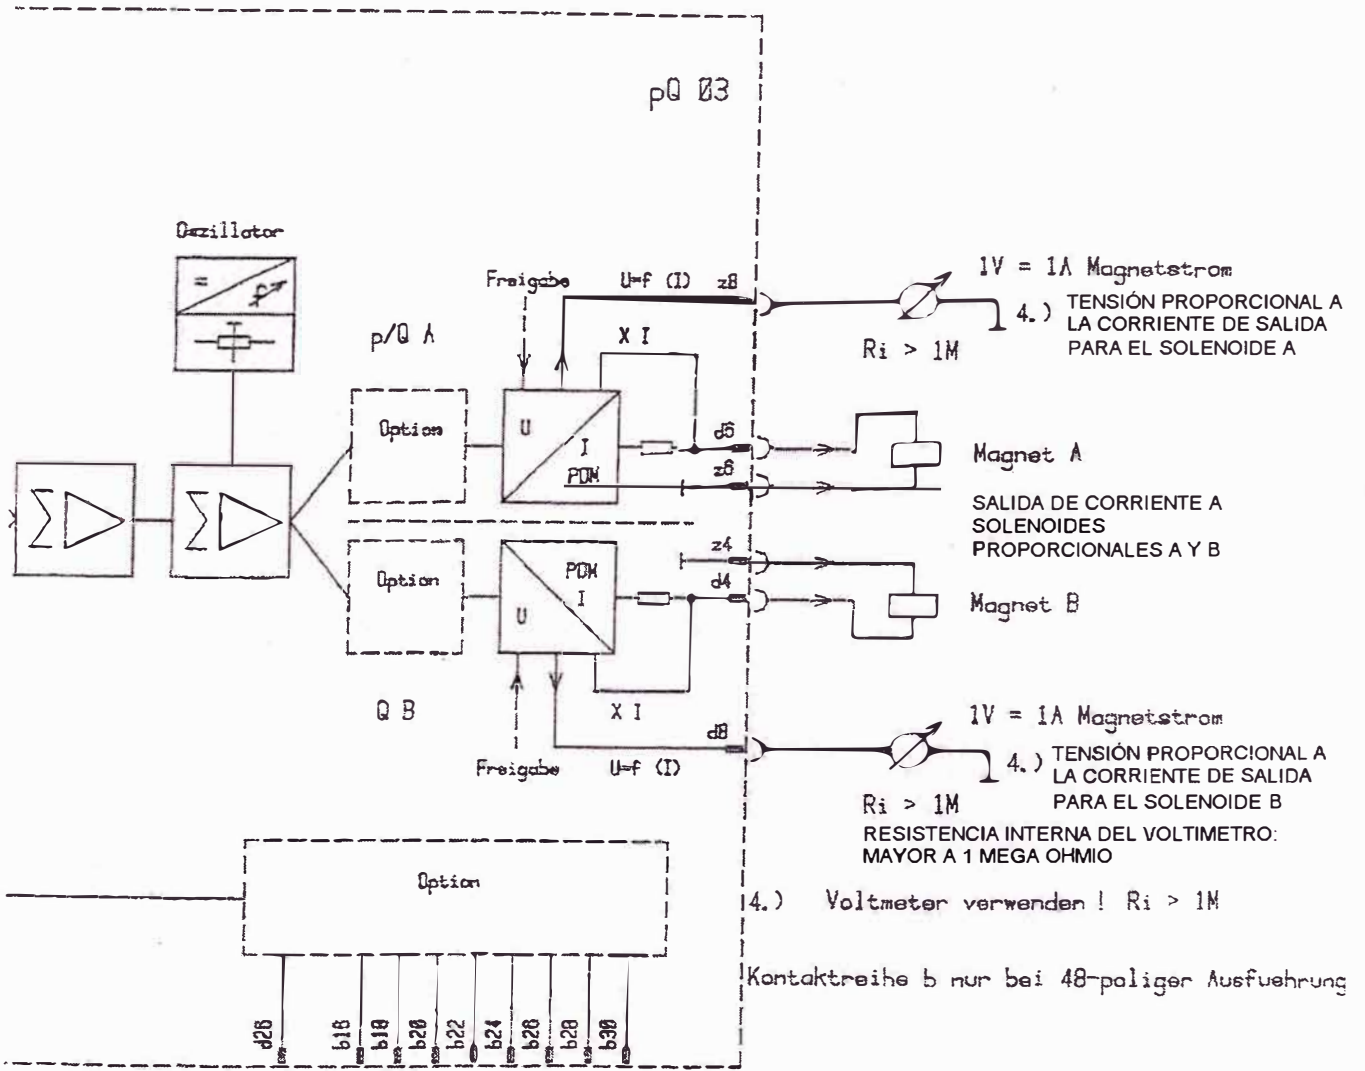 pQ 03
Oszillator
=
f
p/Q A
Freigabe
U=f (I)
z8
X I
1V = 1A Magnetstrom
4.) TENSIÓN PROPORCIONAL A
LA CORRIENTE DE SALIDA
PARA EL SOLENOIDE A
Ri > 1M
Option
U
I
PDM
d6
z6
Magnet A
SALIDA DE CORRIENTE A
SOLENOIDES
PROPORCIONALES A Y B
Σ
Σ
Option
PDM
I
U
z4
d4
Magnet B
Q B
X I
Freigabe
U=f (I)
d8
1V = 1A Magnetstrom
4.) TENSIÓN PROPORCIONAL A
LA CORRIENTE DE SALIDA
PARA EL SOLENOIDE B
Ri > 1M
RESISTENCIA INTERNA DEL VOLTIMETRO:
MAYOR A 1 MEGA OHMIO
Option
4.) Voltmeter verwenden ! Ri > 1M
Kontaktreihe b nur bei 48-poliger Ausfuehrung
d26
b16
b18
b20
b22
b24
b26
b28
b30